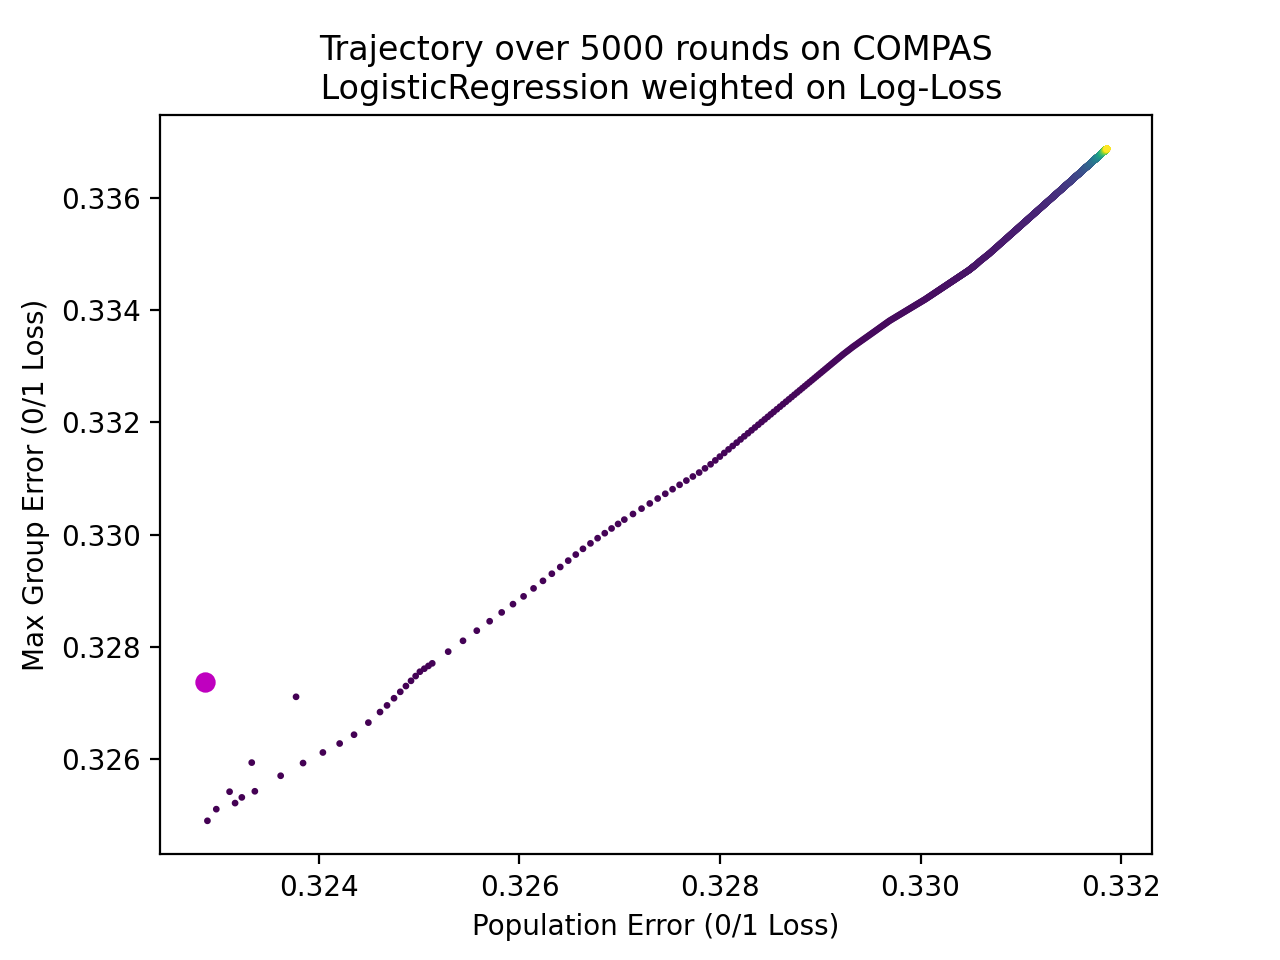 Trajectory over 5000 rounds on COMPAS
LogisticRegression weighted on Log-Loss
Max Group Error (0/1 Loss)
0.336
0.334
0.332
0.330
0.328
0.326
0.324
0.326
0.328
0.330
0.332
Population Error (0/1 Loss)